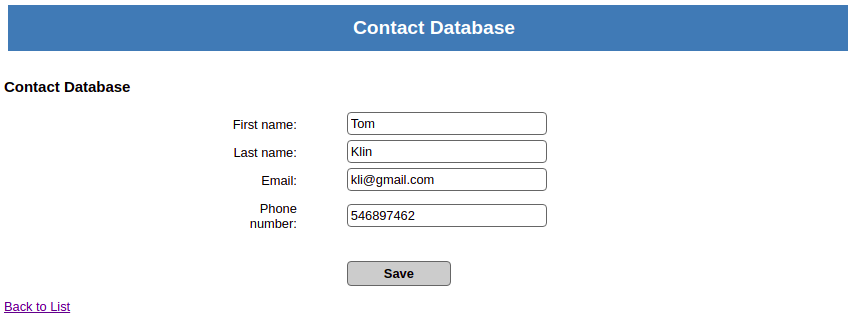 Contact Database
Contact Database
First name: Tom
Last name: Klin
Email: kli@gmail.com
Phone
number: 546897462
Save
Back to List